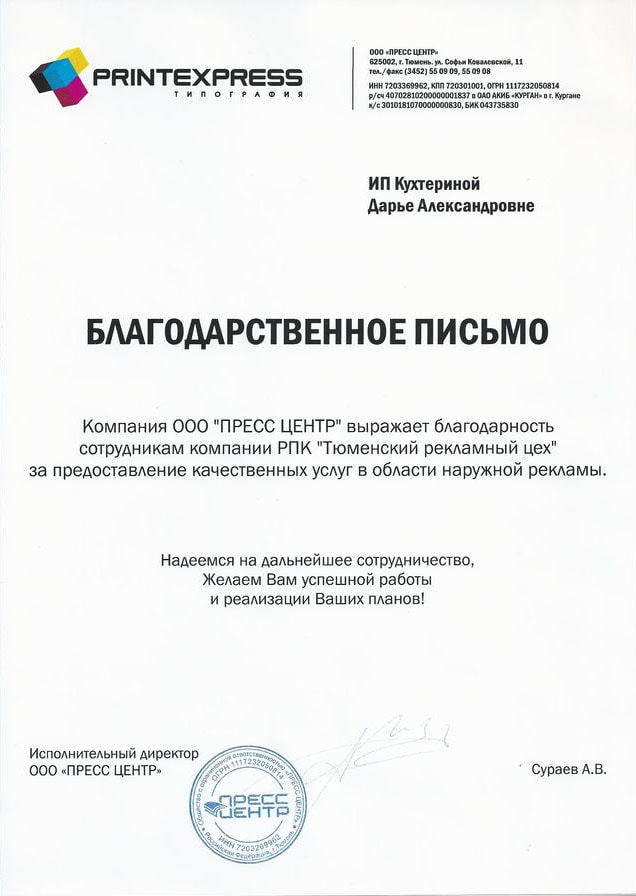 PRINTEXPRESS
ТИПОГРАФИЯ
ООО «ПРЕСС ЦЕНТР»
625002, г. Тюмень. ул. Софьи Ковалевской, 11
тел./факс (3452) 55 09 09, 55 09 08
ИНН 7203369962, КПП 720301001, ОГРН 1117232050814
р/сч 40702810200000001837 в ОАО АКИБ «КУРГАН» в г. Кургане
к/с 3010181070000000830, БИК 043735830
ИП Кухтериной
Дарье Александровне
БЛАГОДАРСТВЕННОЕ ПИСЬМО
Компания ООО "ПРЕСС ЦЕНТР" выражает благодарность
сотрудникам компании РПК "Тюменский рекламный цех"
за предоставление качественных услуг в области наружной рекламы.
Надеемся на дальнейшее сотрудничество,
Желаем Вам успешной работы
и реализации Ваших планов!
Исполнительный директор
ООО «ПРЕСС ЦЕНТР»
Сураев А.В.
Общество с ограниченной ответственностью «ПРЕСС ЦЕНТР»
ОГРН 1117232050814
ПРЕСС
ЦЕНТР
ИНН 7203269962
Российская Федерация, г.Тюмень